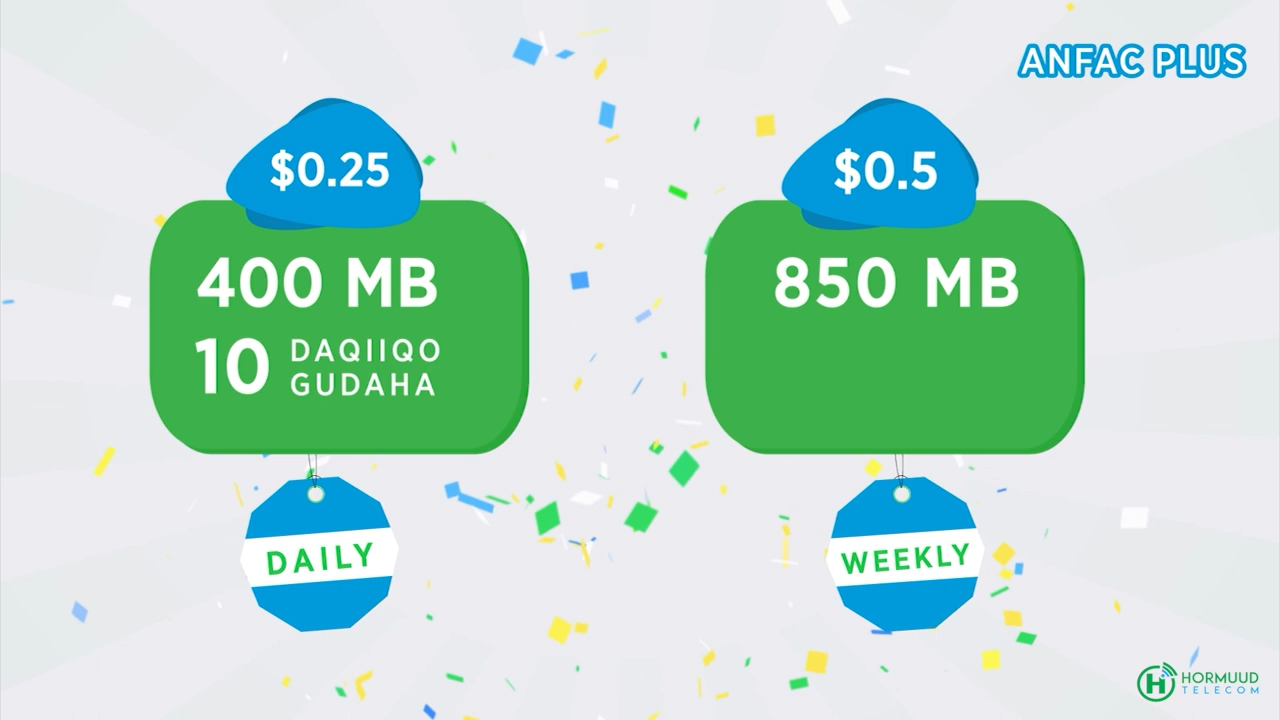 ANFAC PLUS
$0.25
400 MB
10 DAQIIQO
GUDAHA
DAILY
$0.5
850 MB
WEEKLY
HORMUUD
TELECOM